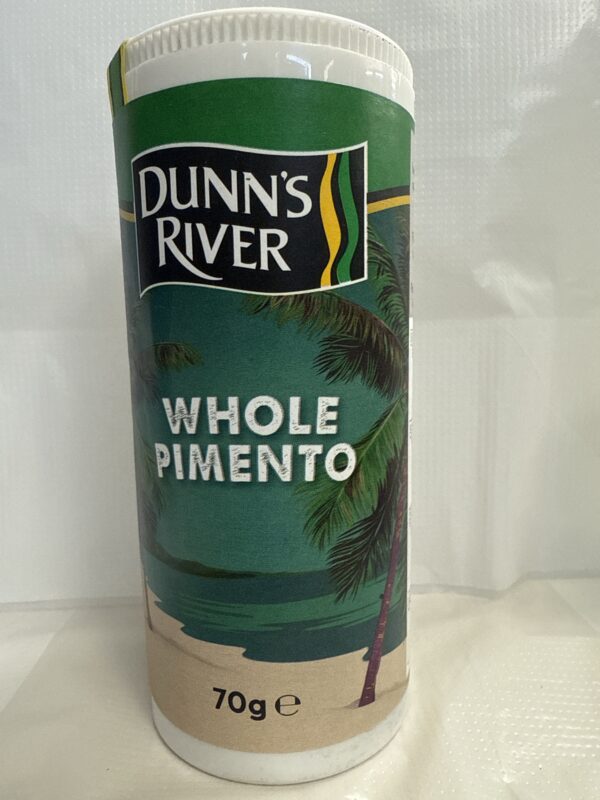 DUNN'S
RIVER
WHOLE
PIMENTO
70g ℮